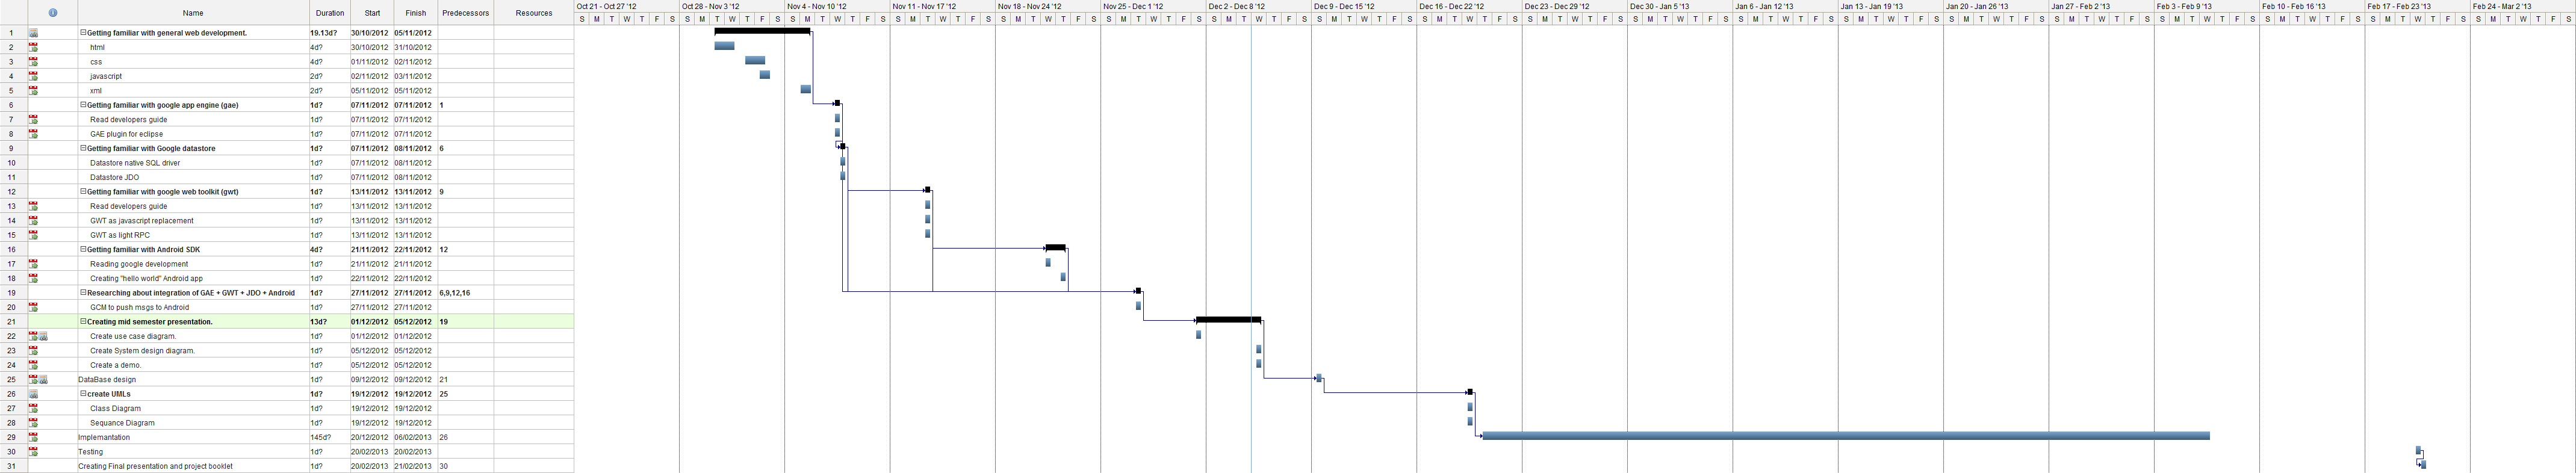 Name Duration Start Finish Predecessors Resources Oct 21 - Oct 27 '12 Oct 28 - Nov 3 '12 Nov 4 - Nov 10 '12 Nov 11 - Nov 17 '12 Nov 18 - Nov 24 '12 Nov 25 - Dec 1 '12 Dec 2 - Dec 8 '12 Dec 9 - Dec 15 '12 Dec 16 - Dec 22 '12 Dec 23 - Dec 29 '12 Dec 30 - Jan 5 '13 Jan 6 - Jan 12 '13 Jan 13 - Jan 19 '13 Jan 20 - Jan 26 '13 Jan 27 - Feb 2 '13 Feb 3 - Feb 9 '13 Feb 10 - Feb 16 '13 Feb 17 - Feb 23 '13 Feb 24 - Mar 2 '13
S M T W T F S S M T W T F S S M T W T F S S M T W T F S S M T W T F S S M T W T F S S M T W T F S S M T W T F S S M T W T F S S M T W T F S S M T W T F S S M T W T F S S M T W T F S S M T W T F S S M T W T F S S M T W T F S S M T W T F S S M T W T F S S M T W T F S
1 Getting familiar with general web development. 19.13d? 30/10/2012 05/11/2012
2 html 4d? 30/10/2012 31/10/2012
3 css 4d? 01/11/2012 02/11/2012
4 javascript 2d? 02/11/2012 03/11/2012
5 xml 2d? 05/11/2012 05/11/2012
6 Getting familiar with google app engine (gae) 1d? 07/11/2012 07/11/2012 1
7 Read developers guide 1d? 07/11/2012 07/11/2012
8 GAE plugin for eclipse 1d? 07/11/2012 07/11/2012
9 Getting familiar with Google datastore 1d? 07/11/2012 08/11/2012 6
10 Datastore native SQL driver 1d? 07/11/2012 08/11/2012
11 Datastore JDO 1d? 07/11/2012 08/11/2012
12 Getting familiar with google web toolkit (gwt) 1d? 13/11/2012 13/11/2012 9
13 Read developers guide 1d? 13/11/2012 13/11/2012
14 GWT as javascript replacement 1d? 13/11/2012 13/11/2012
15 GWT as light RPC 1d? 13/11/2012 13/11/2012
16 Getting familiar with Android SDK 4d? 21/11/2012 22/11/2012 12
17 Reading google development 1d? 21/11/2012 21/11/2012
18 Creating "hello world" Android app 1d? 22/11/2012 22/11/2012
19 Researching about integration of GAE + GWT + JDO + Android 1d? 27/11/2012 27/11/2012 6,9,12,16
20 GCM to push msgs to Android 1d? 27/11/2012 27/11/2012
21 Creating mid semester presentation. 13d? 01/12/2012 05/12/2012 19
22 Create use case diagram. 1d? 01/12/2012 01/12/2012
23 Create System design diagram. 1d? 05/12/2012 05/12/2012
24 Create a demo. 1d? 05/12/2012 05/12/2012
25 DataBase design 1d? 09/12/2012 09/12/2012 21
26 create UMLs 1d? 19/12/2012 19/12/2012 25
27 Class Diagram 1d? 19/12/2012 19/12/2012
28 Sequance Diagram 1d? 19/12/2012 19/12/2012
29 Implemantation 145d? 20/12/2012 06/02/2013 26
30 Testing 1d? 20/02/2013 20/02/2013
31 Creating Final presentation and project booklet 1d? 20/02/2013 21/02/2013 30